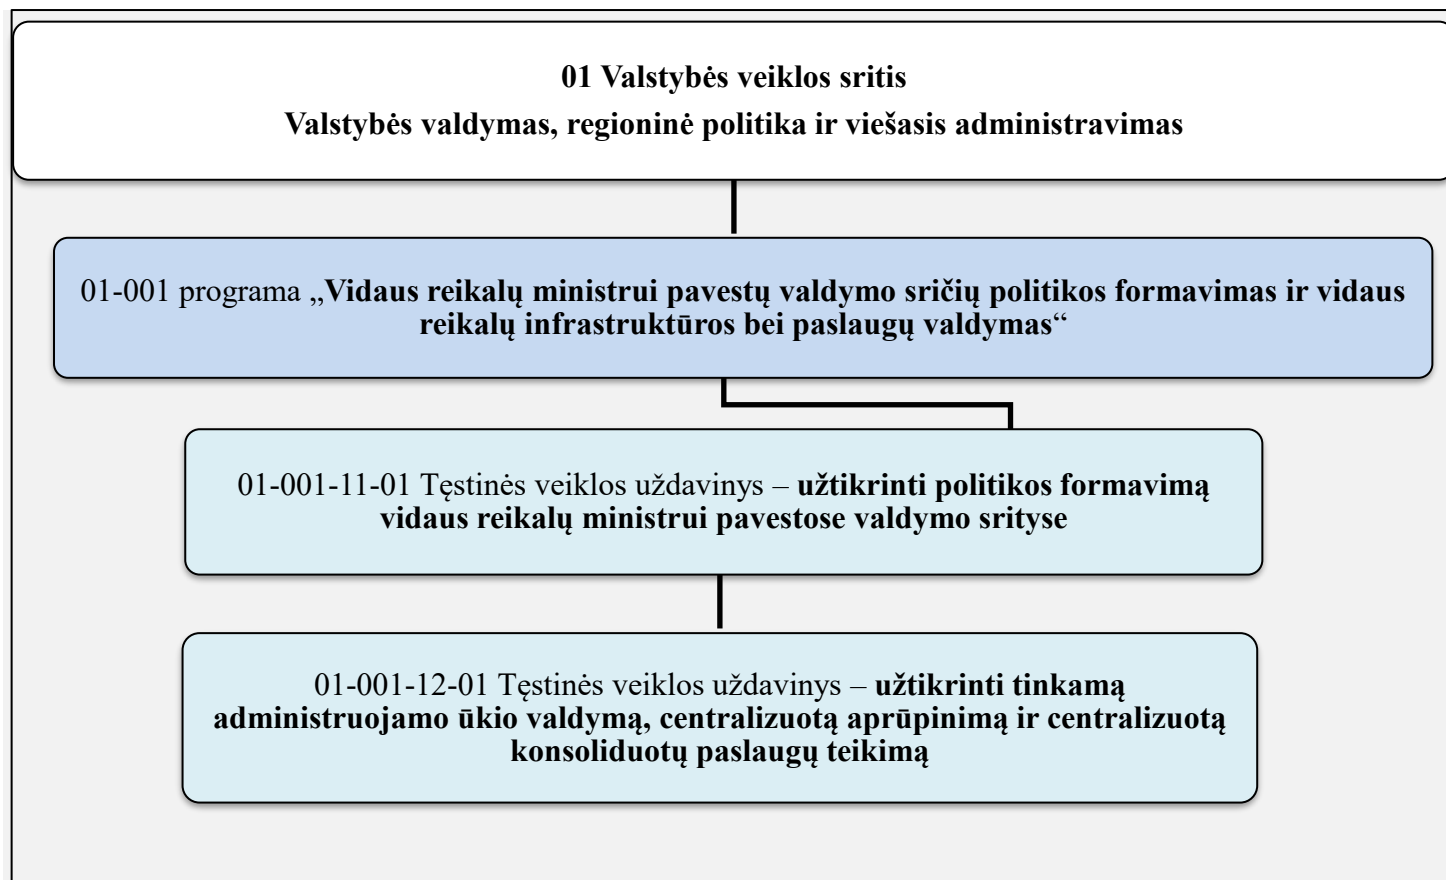 01 Valstybės veiklos sritis
Valstybės valdymas, regioninė politika ir viešasis administravimas
01-001 programa „Vidaus reikalų ministrui pavestų valdymo sričių politikos formavimas ir vidaus
reikalų infrastruktūros bei paslaugų valdymas“
01-001-11-01 Tęstinės veiklos uždavinys – užtikrinti politikos formavimą
vidaus reikalų ministrui pavestose valdymo srityse
01-001-12-01 Tęstinės veiklos uždavinys – užtikrinti tinkamą
administruojamo ūkio valdymą, centralizuotą aprūpinimą ir centralizuotą
konsoliduotų paslaugų teikimą